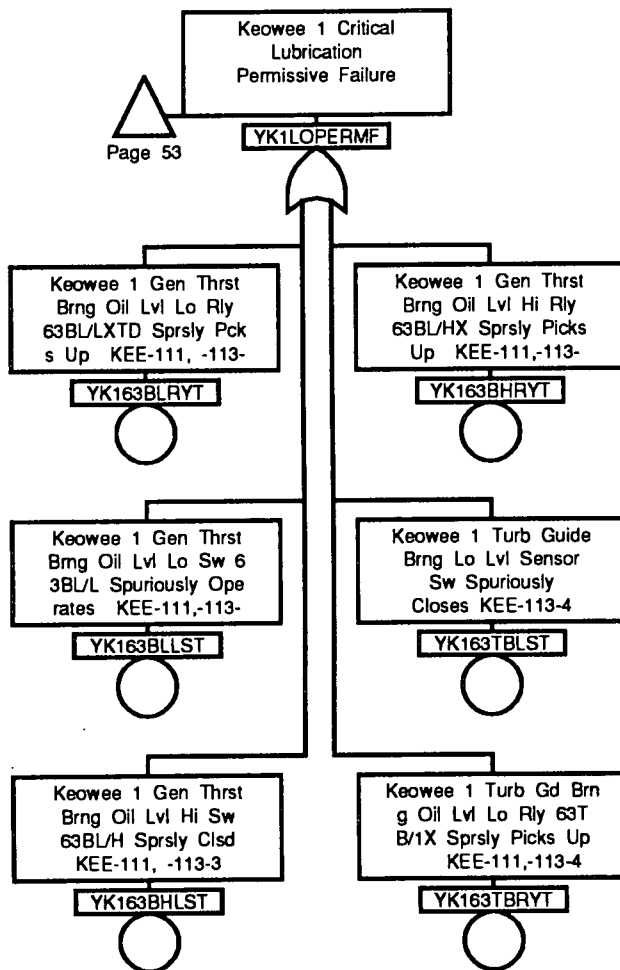 Keowee 1 Critical
Lubrication
Permissive Failure
Page 53
YK1LOPERMF
Keowee 1 Gen Thrst
Brng Oil Lvl Lo Rly
63BL/LXTD Sprsly Pck
s Up KEE-111, -113-
YK163BLRYT
Keowee 1 Gen Thrst
Brng Oil Lvl Hi Rly
63BL/HX Sprsly Picks
Up KEE-111,-113-
YK163BHRYT
Keowee 1 Gen Thrst
Brng Oil Lvl Lo Sw 6
3BL/L Spuriously Ope
rates KEE-111,-113-
YK163BLLST
Keowee 1 Turb Guide
Brng Lo Lvl Sensor
Sw Spuriously
Closes KEE-113-4
YK163TBLST
Keowee 1 Gen Thrst
Brng Oil Lvl Hi Sw
63BL/H Sprsly Clsd
KEE-111, -113-3
YK163BHLST
Keowee 1 Turb Gd Brn
g Oil Lvl Lo Rly 63T
B/1X Sprsly Picks Up
KEE-111,-113-4
YK163TBRYT